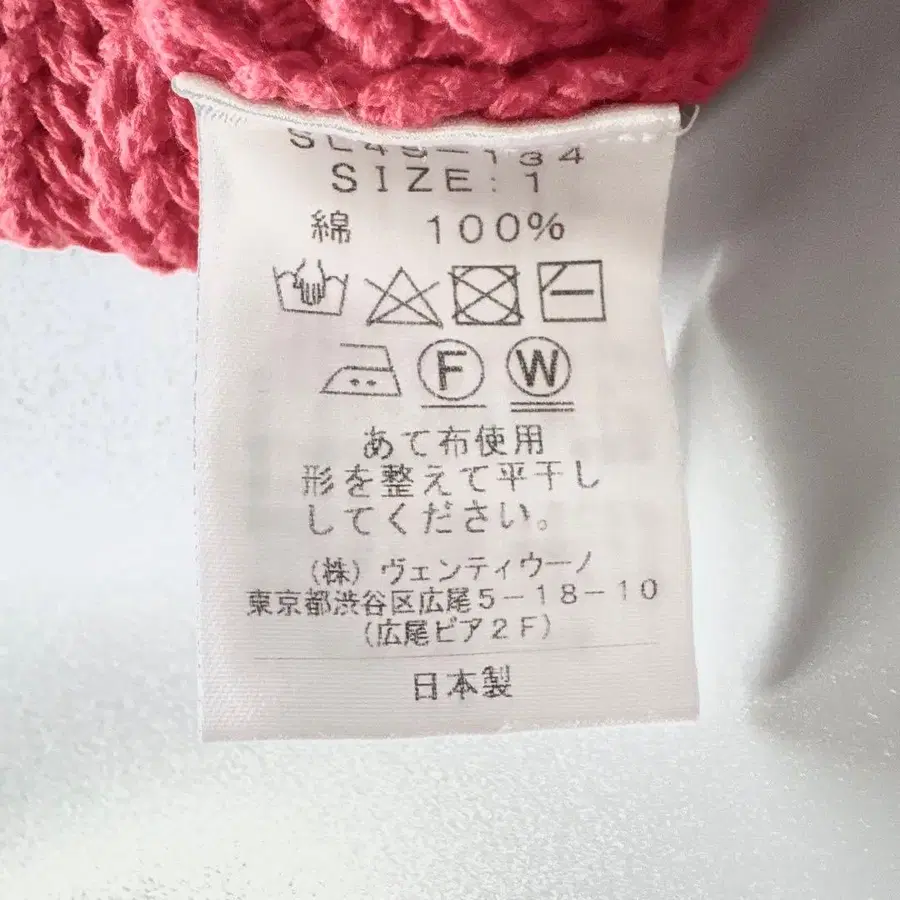 SL49-134
SIZE: 1
綿 100%
F W
あて布使用
形を整えて平干し
してください。
(株) ヴェンティウーノ
東京都渋谷区広尾5-18-10
(広尾ピア2F)
日本製